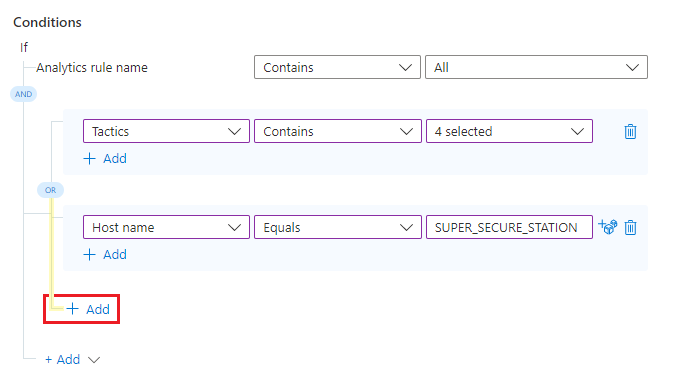 Conditions
If
Analytics rule name Contains All
AND
Tactics Contains 4 selected
+ Add
OR
Host name Equals SUPER_SECURE_STATION
+ Add
+ Add
+ Add